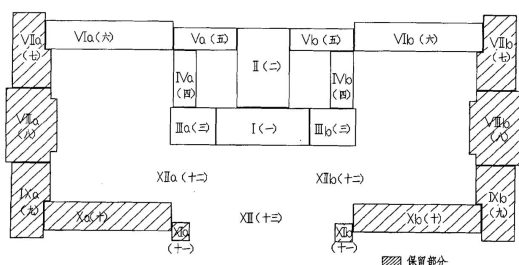 Ⅶa
(七)
Ⅵa(六)
Ⅴa(五)
Ⅱ(二)
Ⅴb(五)
Ⅵb(六)
Ⅶb
(七)
Ⅳa
(四)
Ⅳb
(四)
Ⅷa
(八)
Ⅲa(三)
Ⅰ(一)
Ⅲb(三)
Ⅷb
(八)
Ⅻa(十二)
Ⅻb(十二)
Ⅸa
(九)
Ⅹa(十)
XⅢ(十三)
Ⅹb(十)
Ⅸb
(九)
Ⅺa
(十一)
Ⅺb
(十一)
保留部分